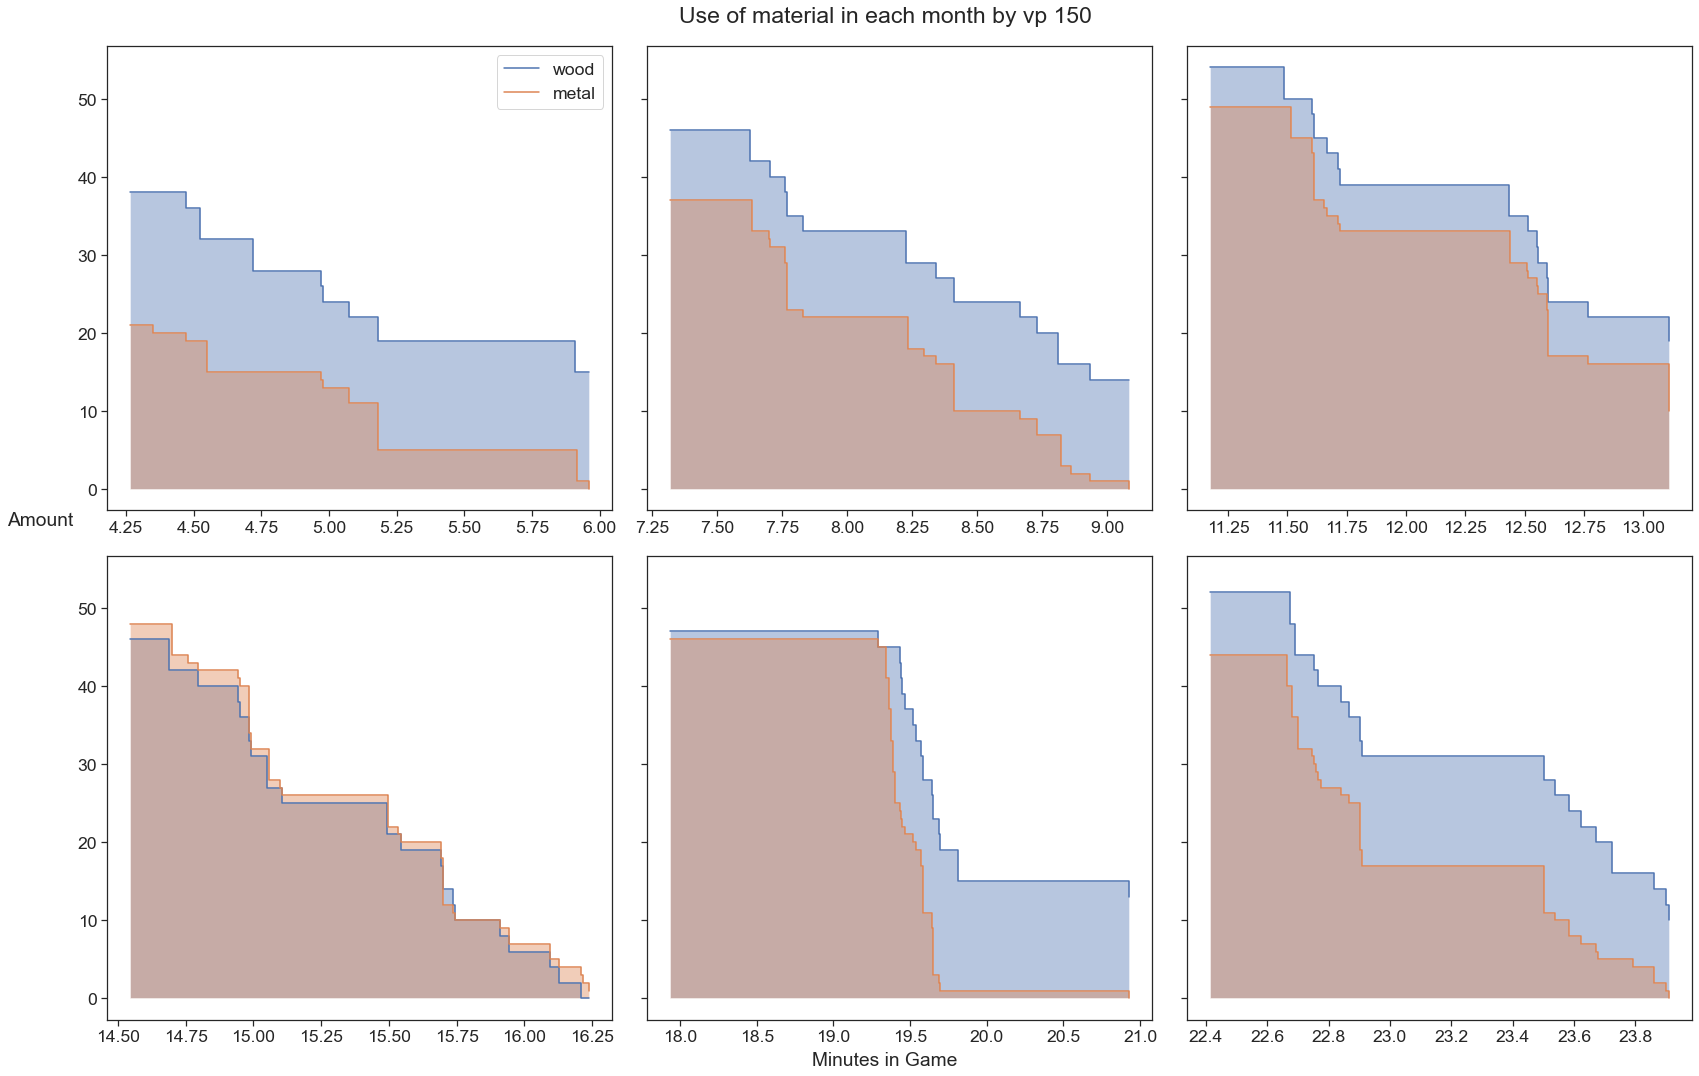 Use of material in each month by vp 150
wood
metal
50
40
30
20
10
0
4.25 4.50 4.75 5.00 5.25 5.50 5.75 6.00
7.25 7.50 7.75 8.00 8.25 8.50 8.75 9.00
11.25 11.50 11.75 12.00 12.25 12.50 12.75 13.00
Amount
50
40
30
20
10
0
14.50 14.75 15.00 15.25 15.50 15.75 16.00 16.25
18.0 18.5 19.0 19.5 20.0 20.5 21.0
22.4 22.6 22.8 23.0 23.2 23.4 23.6 23.8
Minutes in Game